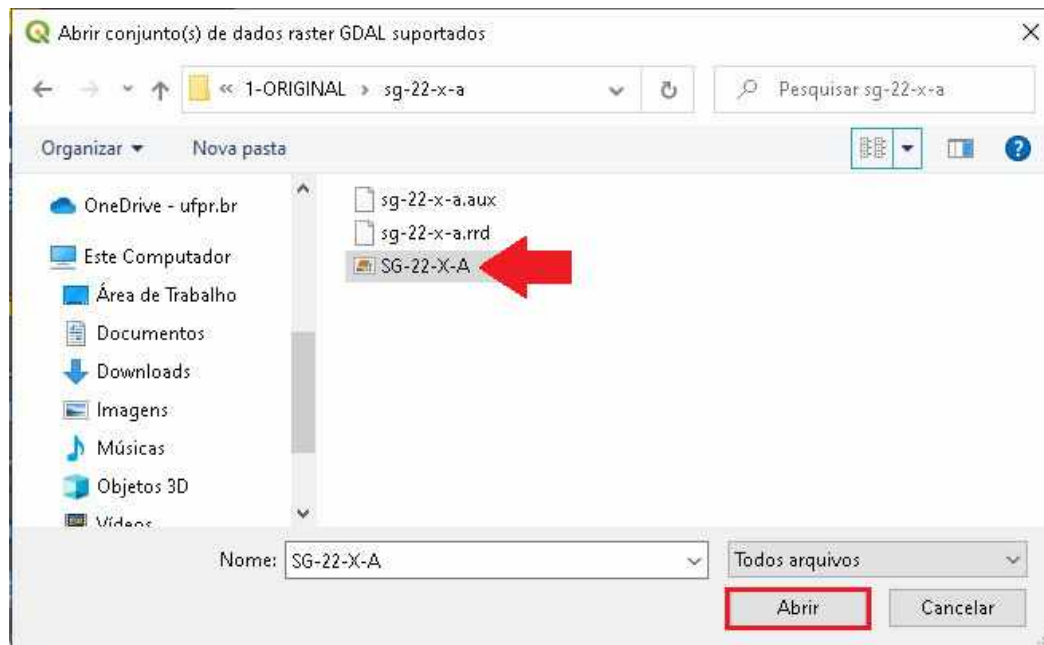 Abrir conjunto(s) de dados raster GDAL suportados
« 1-ORIGINAL › sg-22-x-a
Pesquisar sg-22-x-a
Organizar
Nova pasta
OneDrive - ufpr.br
Este Computador
Área de Trabalho
Documentos
Downloads
Imagens
Músicas
Objetos 3D
Vídeos
sg-22-x-a.aux
sg-22-x-a.rrd
SG-22-X-A
Nome: SG-22-X-A
Todos arquivos
Abrir
Cancelar